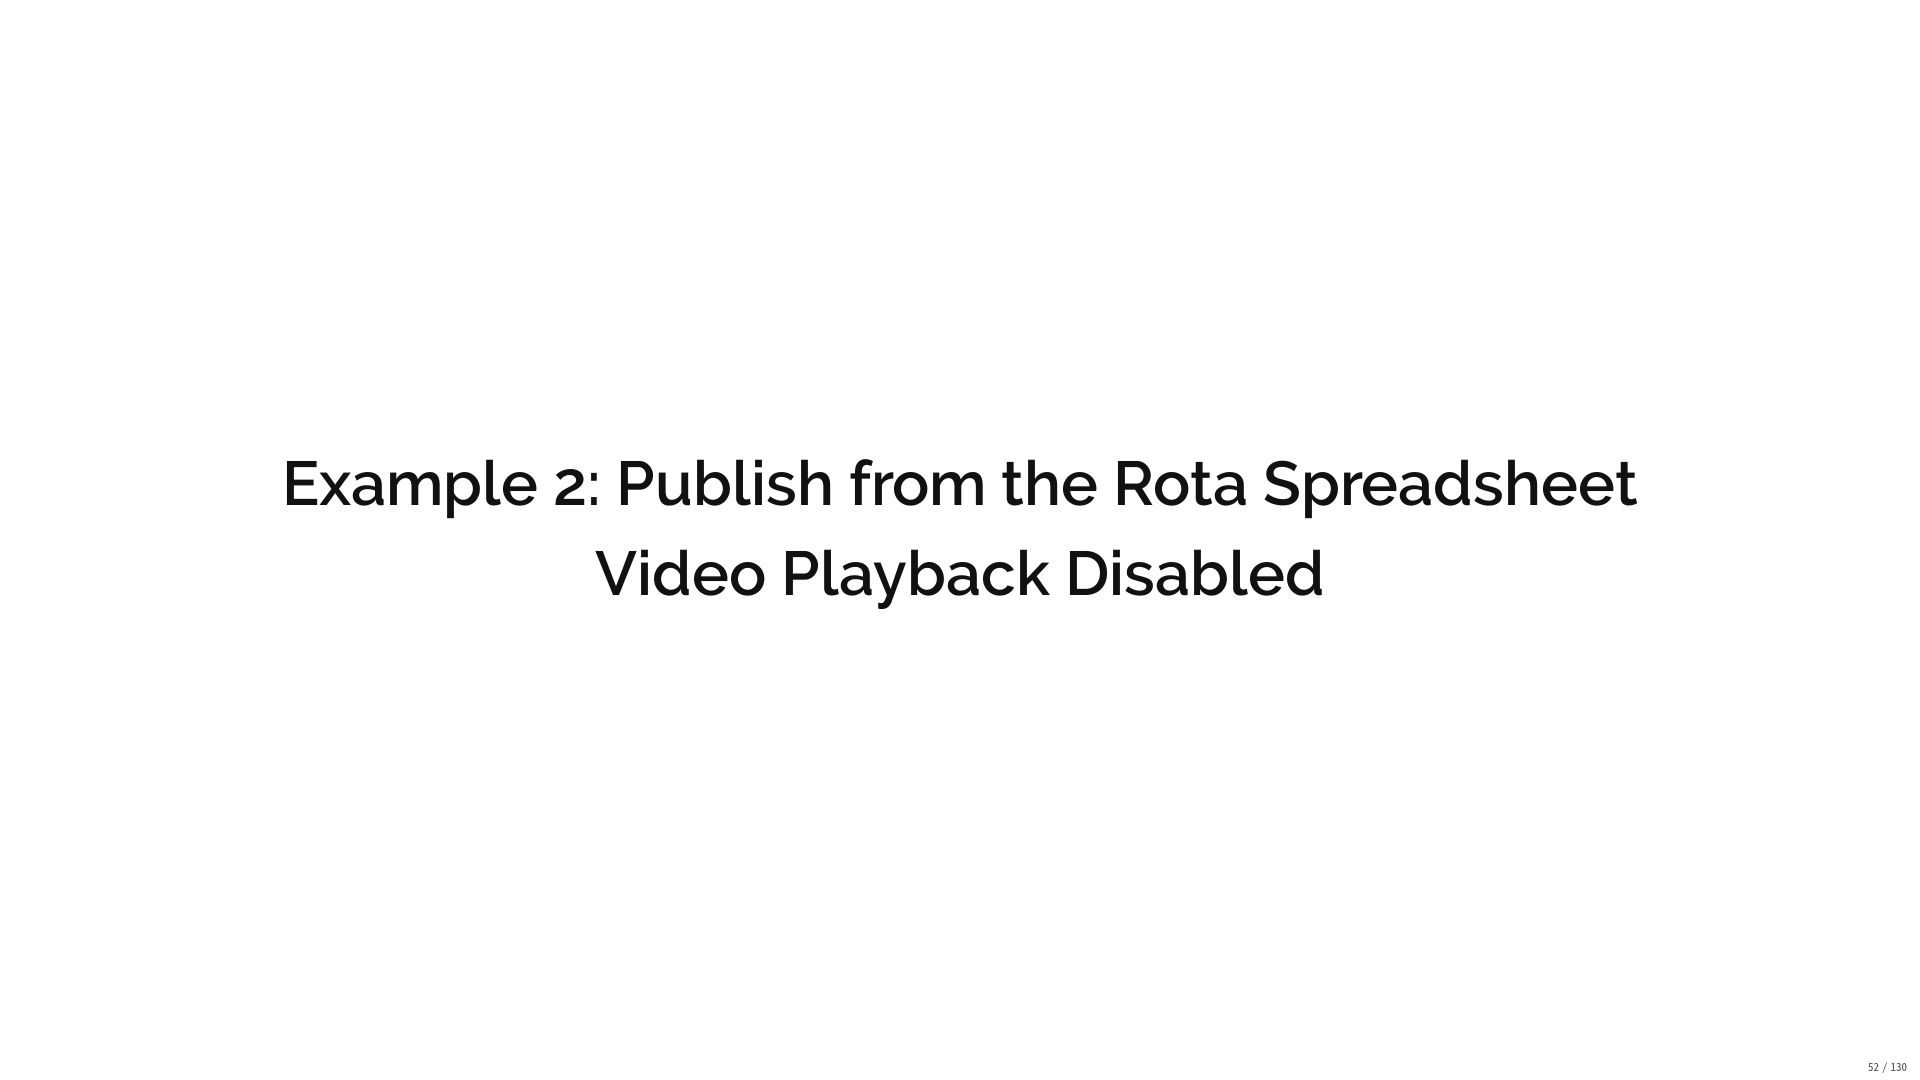 Example 2: Publish from the Rota Spreadsheet
Video Playback Disabled
52 / 130